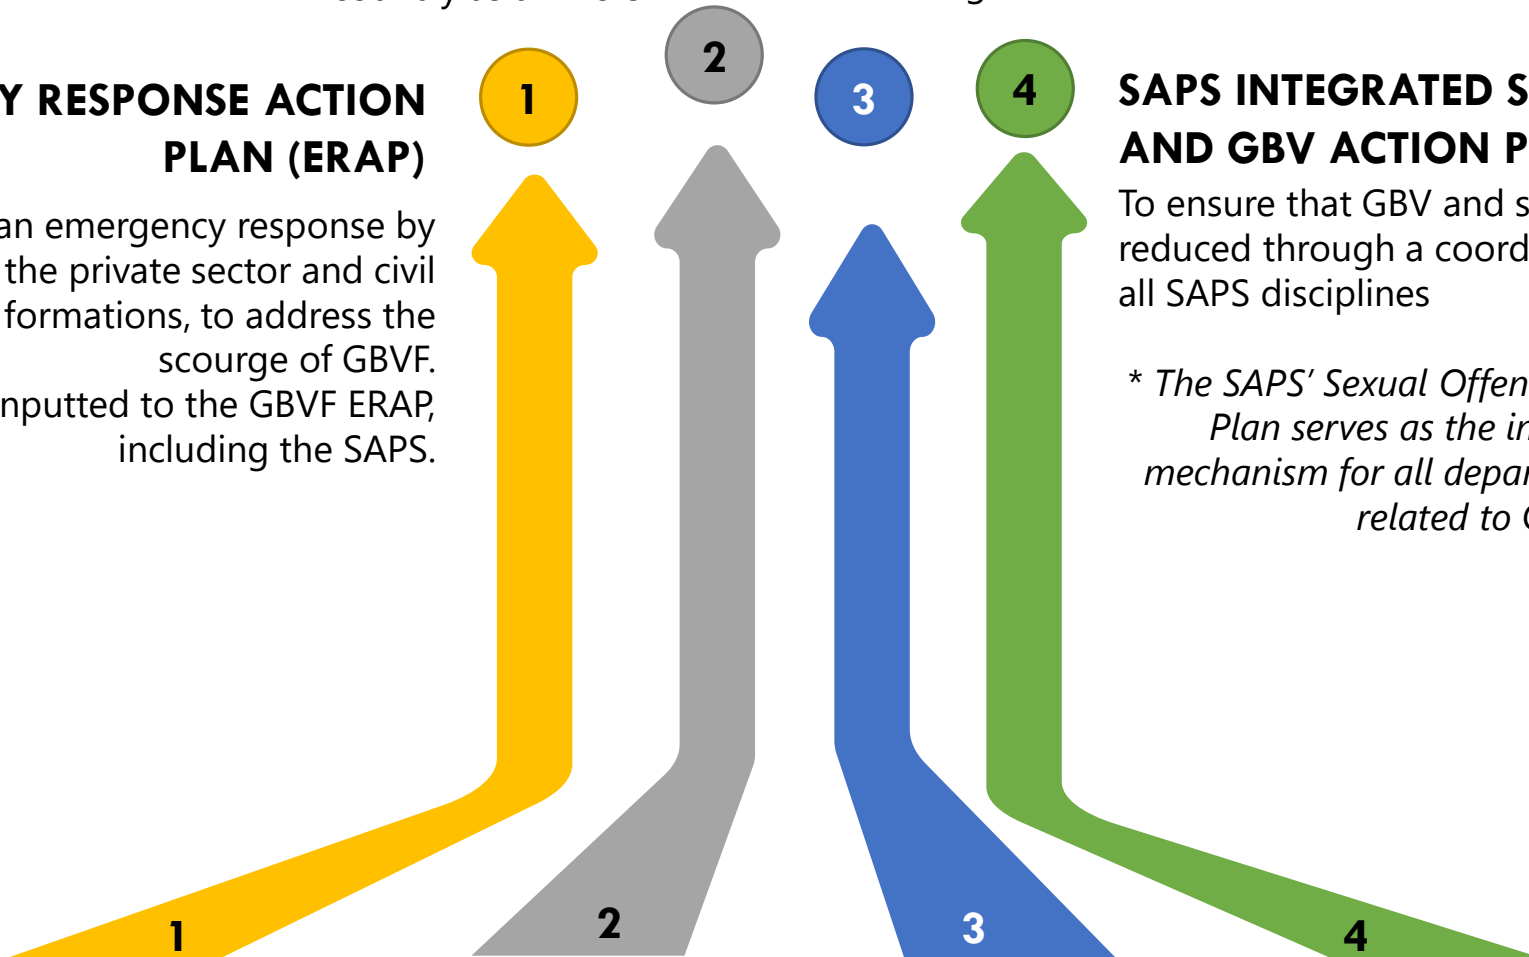 2
1
3
4
Y RESPONSE ACTION
PLAN (ERAP)
an emergency response by
the private sector and civil
formations, to address the
scourge of GBVF.
nputted to the GBVF ERAP,
including the SAPS.
SAPS INTEGRATED S
AND GBV ACTION P
To ensure that GBV and s
reduced through a coord
all SAPS disciplines
* The SAPS’ Sexual Offen
Plan serves as the in
mechanism for all depar
related to
1
2
3
4